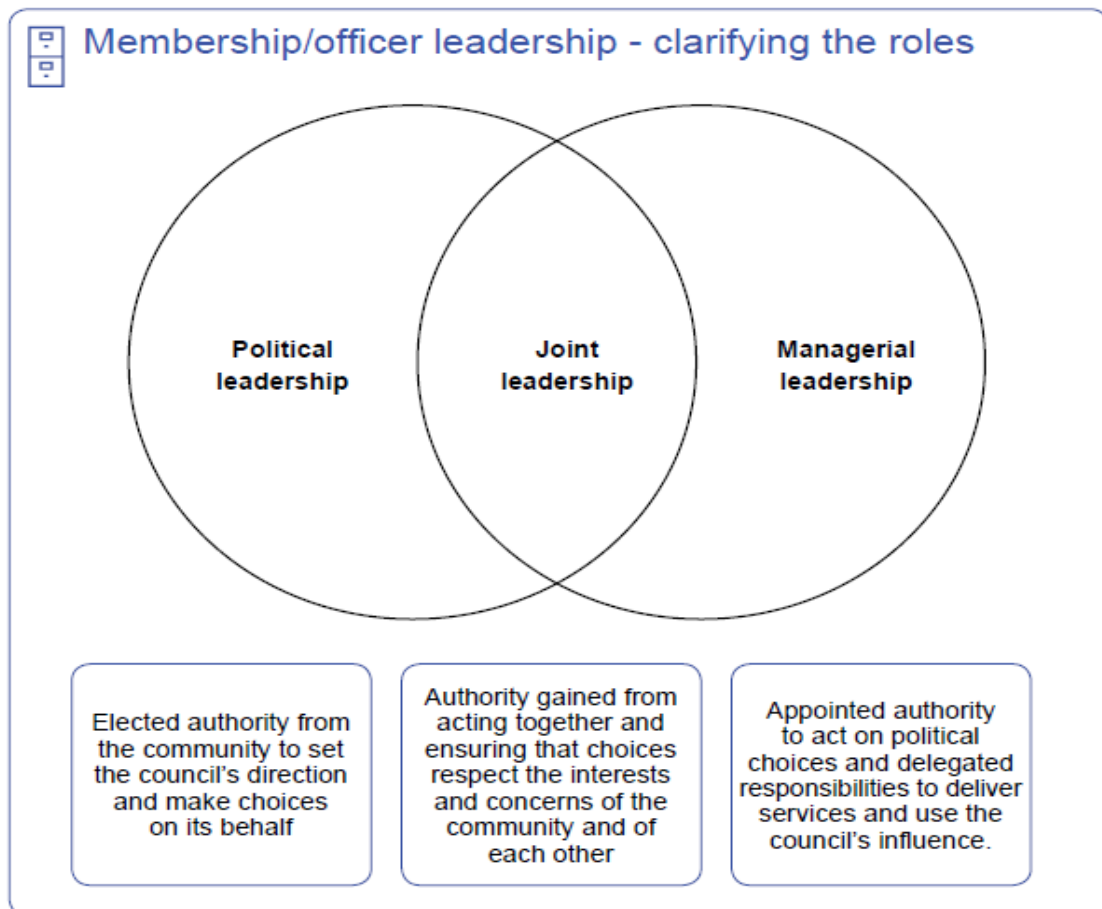 Membership/officer leadership - clarifying the roles
Political
leadership
Joint
leadership
Managerial
leadership
Elected authority from
the community to set
the council's direction
and make choices
on its behalf
Authority gained from
acting together and
ensuring that choices
respect the interests
and concerns of the
community and of
each other
Appointed authority
to act on political
choices and delegated
responsibilities to deliver
services and use the
council's influence.